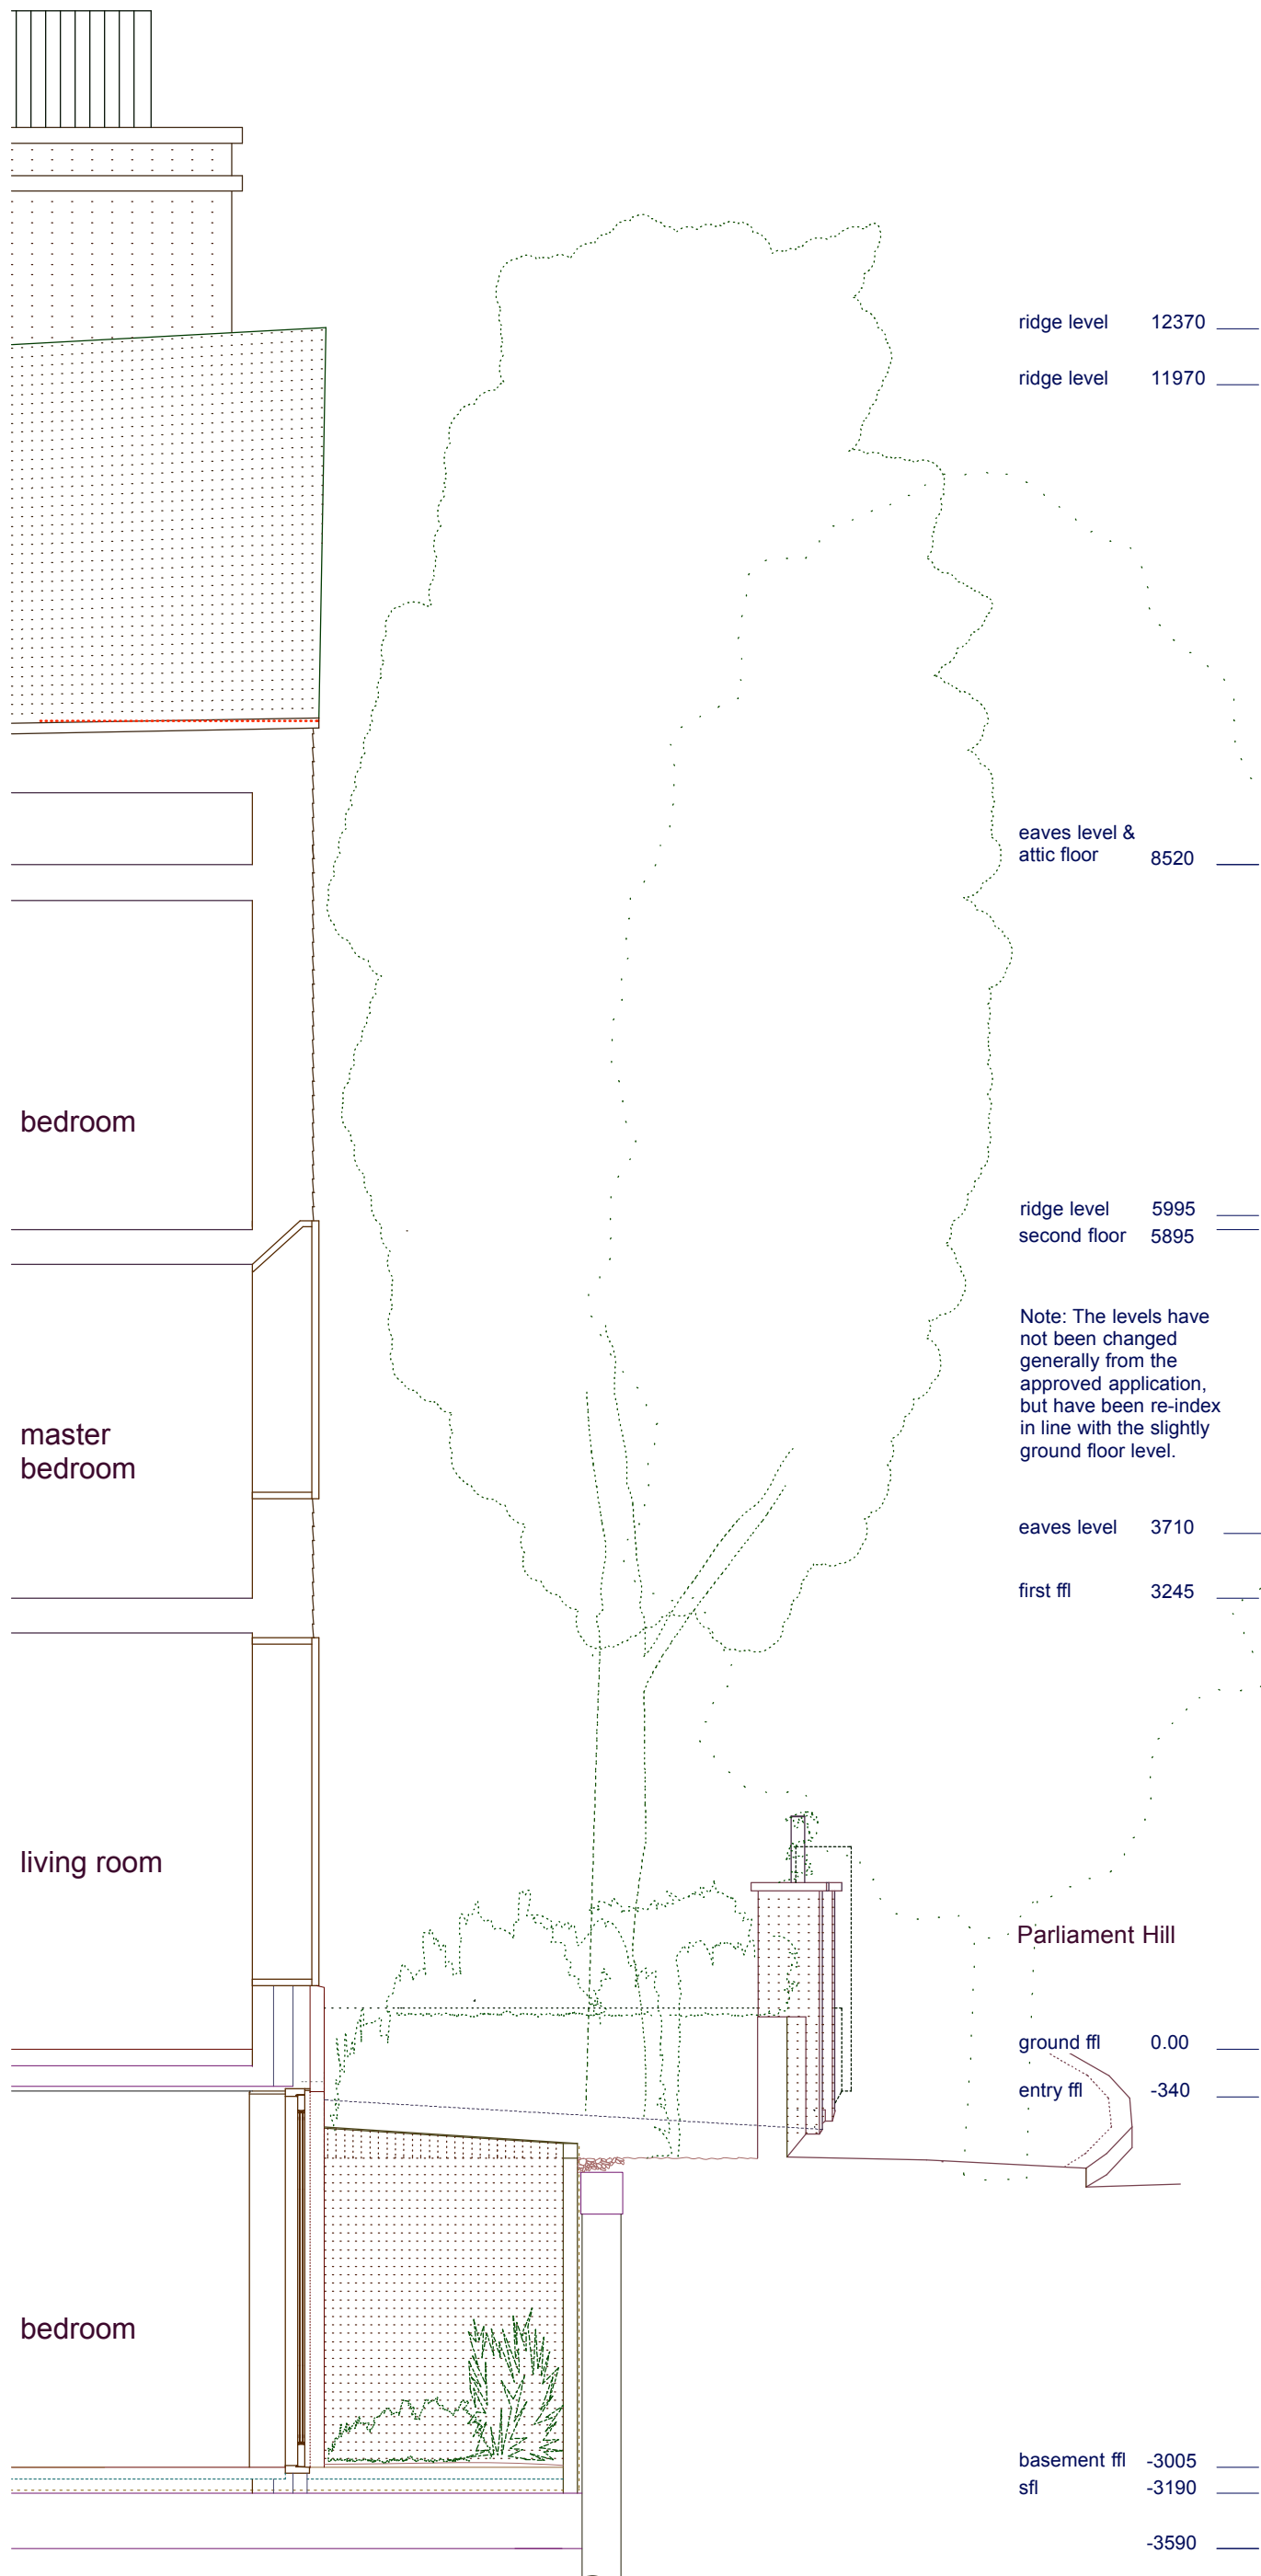 ridge level 12370
ridge level 11970
eaves level &
attic floor 8520
bedroom
ridge level 5995
second floor 5895
Note: The levels have
not been changed
generally from the
approved application,
but have been re-index
in line with the slightly
ground floor level.
master
bedroom
eaves level 3710
first ffl 3245
living room
Parliament Hill
ground ffl 0.00
entry ffl -340
bedroom
basement ffl -3005
sfl -3190
-3590